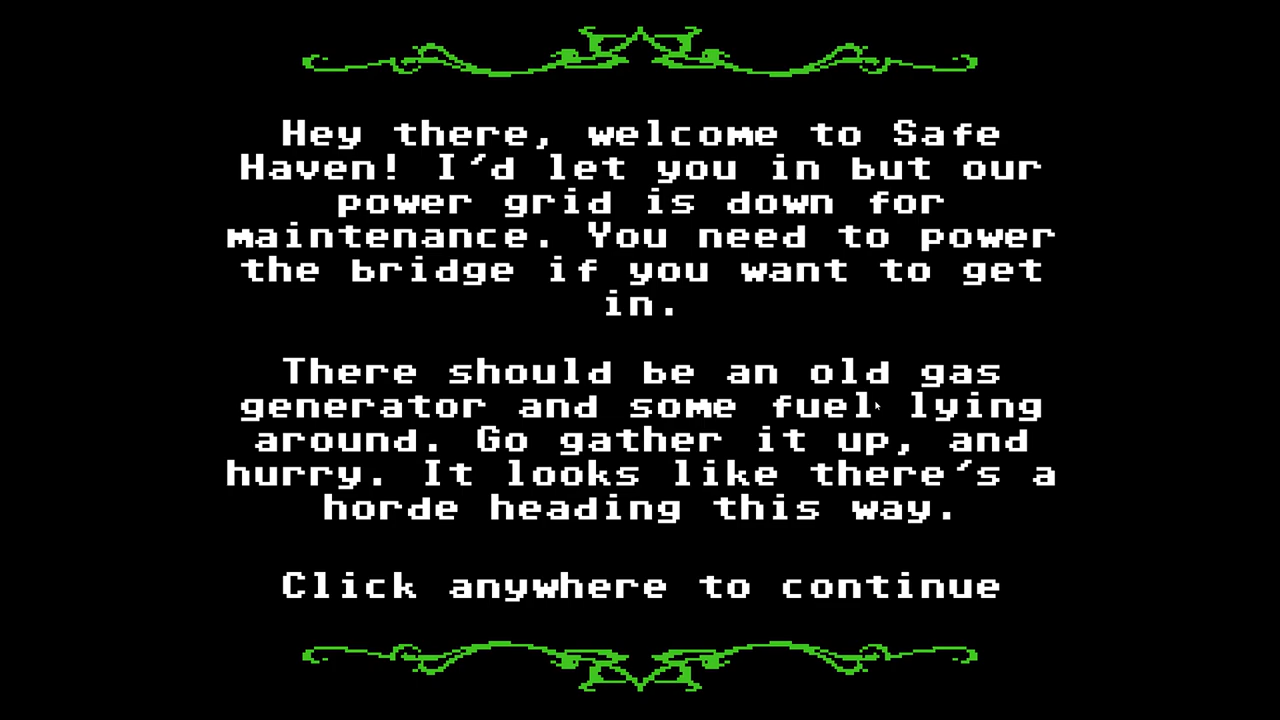 Hey there, welcome to Safe
Haven! I'd let you in but our
power grid is down for
maintenance. You need to power
the bridge if you want to get
in.
There should be an old gas
generator and some fuel lying
around. Go gather it up, and
hurry. It looks like there's a
horde heading this way.
Click anywhere to continue